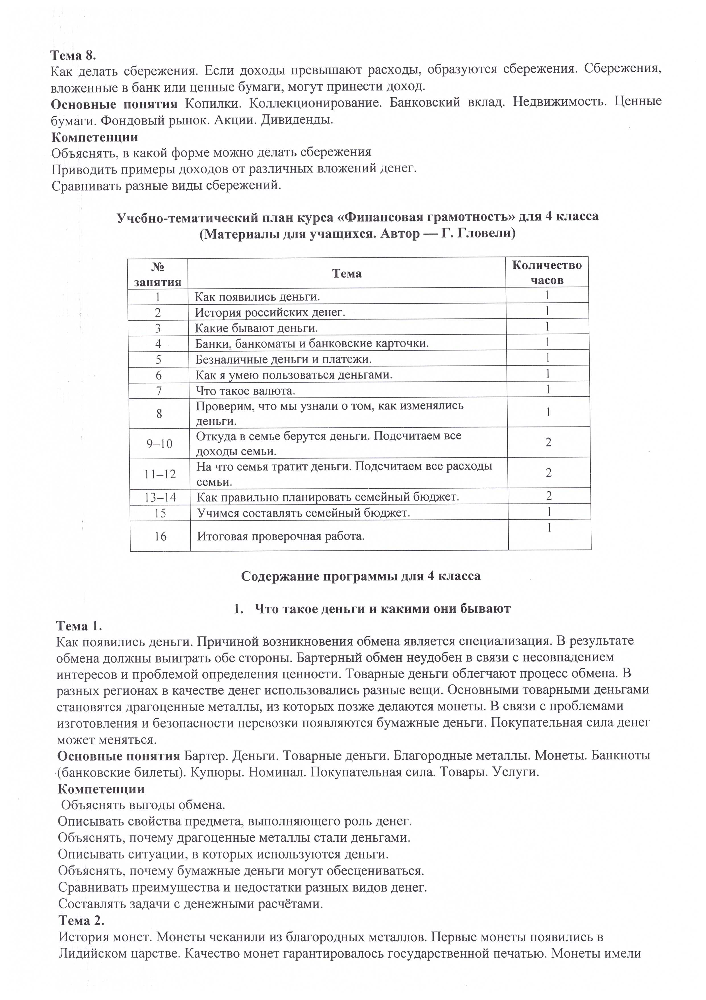 Тема 8.
Как делать сбережения. Если доходы превышают расходы, образуются сбережения. Сбережения,
вложенные в банк или ценные бумаги, могут принести доход.
Основные понятия Копилки. Коллекционирование. Банковский вклад. Недвижимость. Ценные
бумаги. Фондовый рынок. Акции. Дивиденды.
Компетенции
Объяснять, в какой форме можно делать сбережения
Приводить примеры доходов от различных вложений денег.
Сравнивать разные виды сбережений.
Учебно-тематический план курса «Финансовая грамотность» для 4 класса
(Материалы для учащихся. Автор — Г. Гловели)
№ занятия Тема Количество часов
1 Как появились деньги. 1
2 История российских денег. 1
3 Какие бывают деньги. 1
4 Банки, банкоматы и банковские карточки. 1
5 Безналичные деньги и платежи. 1
6 Как я умею пользоваться деньгами. 1
7 Что такое валюта. 1
8 Проверим, что мы узнали о том, как изменялись
деньги. 1
9–10 Откуда в семье берутся деньги. Подсчитаем все
доходы семьи. 2
11–12 На что семья тратит деньги. Подсчитаем все расходы
семьи. 2
13–14 Как правильно планировать семейный бюджет. 2
15 Учимся составлять семейный бюджет. 1
16 Итоговая проверочная работа. 1
Содержание программы для 4 класса
1. Что такое деньги и какими они бывают
Тема 1.
Как появились деньги. Причиной возникновения обмена является специализация. В результате
обмена должны выиграть обе стороны. Бартерный обмен неудобен в связи с несовпадением
интересов и проблемой определения ценности. Товарные деньги облегчают процесс обмена. В
разных регионах в качестве денег использовались разные вещи. Основными товарными деньгами
становятся драгоценные металлы, из которых позже делаются монеты. В связи с проблемами
изготовления и безопасности перевозки появляются бумажные деньги. Покупательная сила денег
может меняться.
Основные понятия Бартер. Деньги. Товарные деньги. Благородные металлы. Монеты. Банкноты
(банковские билеты). Купюры. Номинал. Покупательная сила. Товары. Услуги.
Компетенции
Объяснять выгоды обмена.
Описывать свойства предмета, выполняющего роль денег.
Объяснять, почему драгоценные металлы стали деньгами.
Описывать ситуации, в которых используются деньги.
Объяснять, почему бумажные деньги могут обесцениваться.
Сравнивать преимущества и недостатки разных видов денег.
Составлять задачи с денежными расчётами.
Тема 2.
История монет. Монеты чеканили из благородных металлов. Первые монеты появились в
Лидийском царстве. Качество монет гарантировалось государственной печатью. Монеты имели